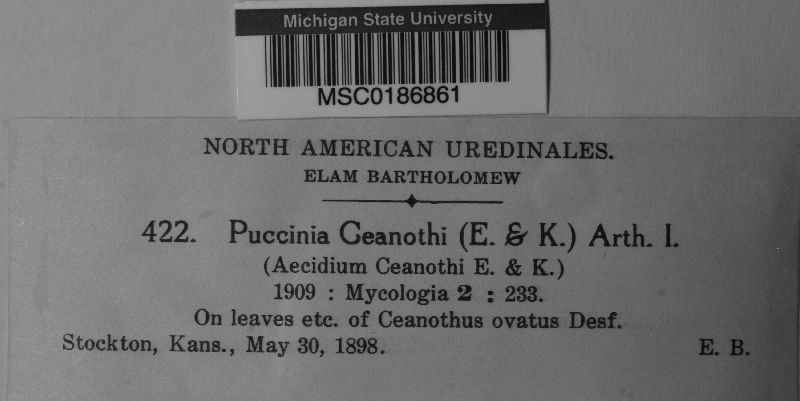 Michigan State University
MSC0186861
NORTH AMERICAN UREDINALES.
ELAM BARTHOLOMEW
422. Puccinia Ceanothi (E. & K.) Arth. I.
(Aecidium Ceanothi E. & K.)
1909 : Mycologia 2 : 233.
On leaves etc. of Ceanothus ovatus Desf.
Stockton, Kans., May 30, 1898. E. B.